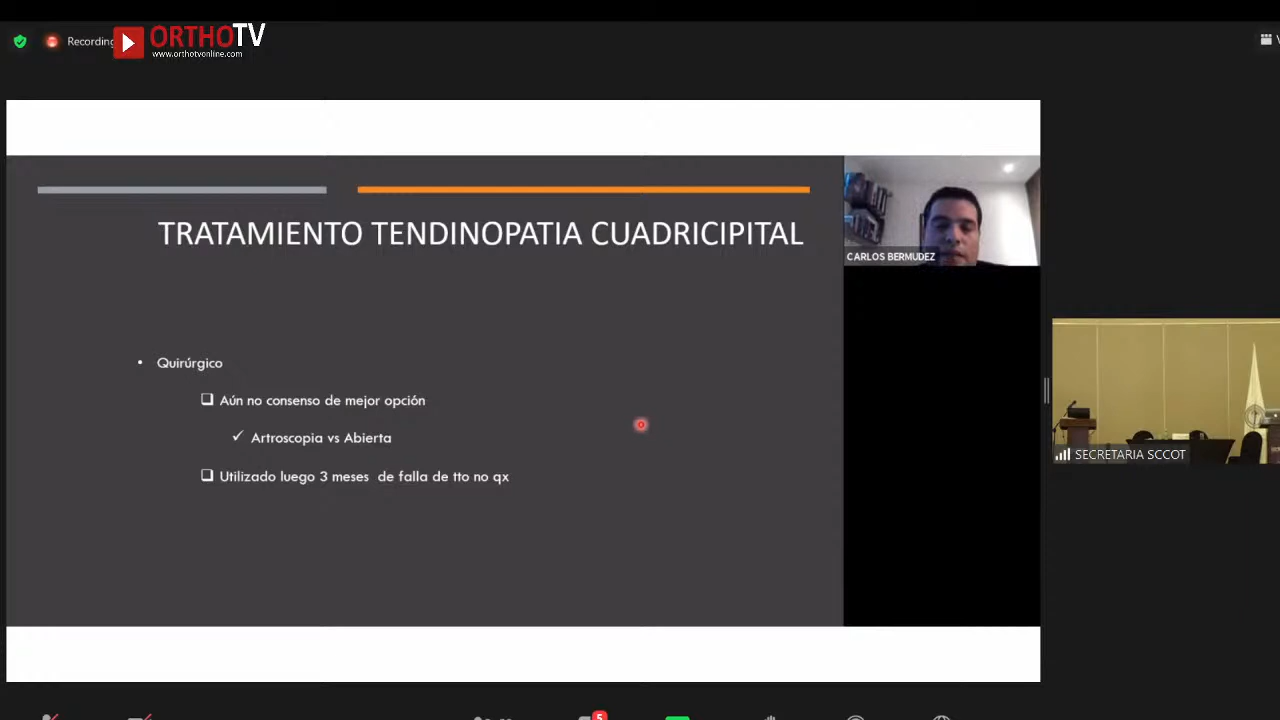 Recording
ORTHOTV
www.orthotvonline.com
TRATAMIENTO TENDINOPATIA CUADRICIPITAL
CARLOS BERMUDEZ
• Quirúrgico
❑ Aún no consenso de mejor opción
✓ Artroscopia vs Abierta
❑ Utilizado luego 3 meses de falla de tto no qx
SECRETARIA SCCOT
5